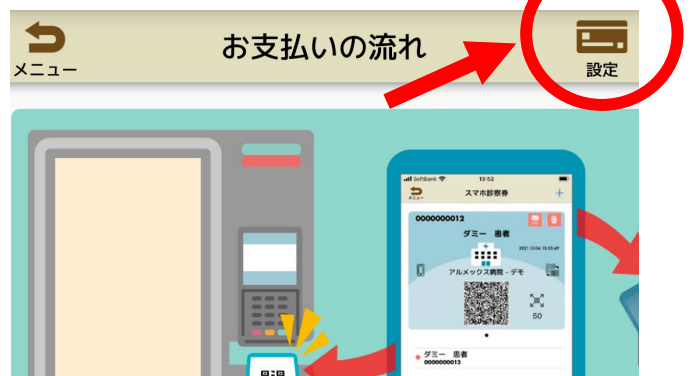 お支払いの流れ
メニュー
設定
SoftBank
13:52
スマホ診察券
メニュー
+
0000000012
ダミー 患者
2021-12-06 13:50:49
アルメックス病院 - デモ
50
ダミー 患者
0000000012